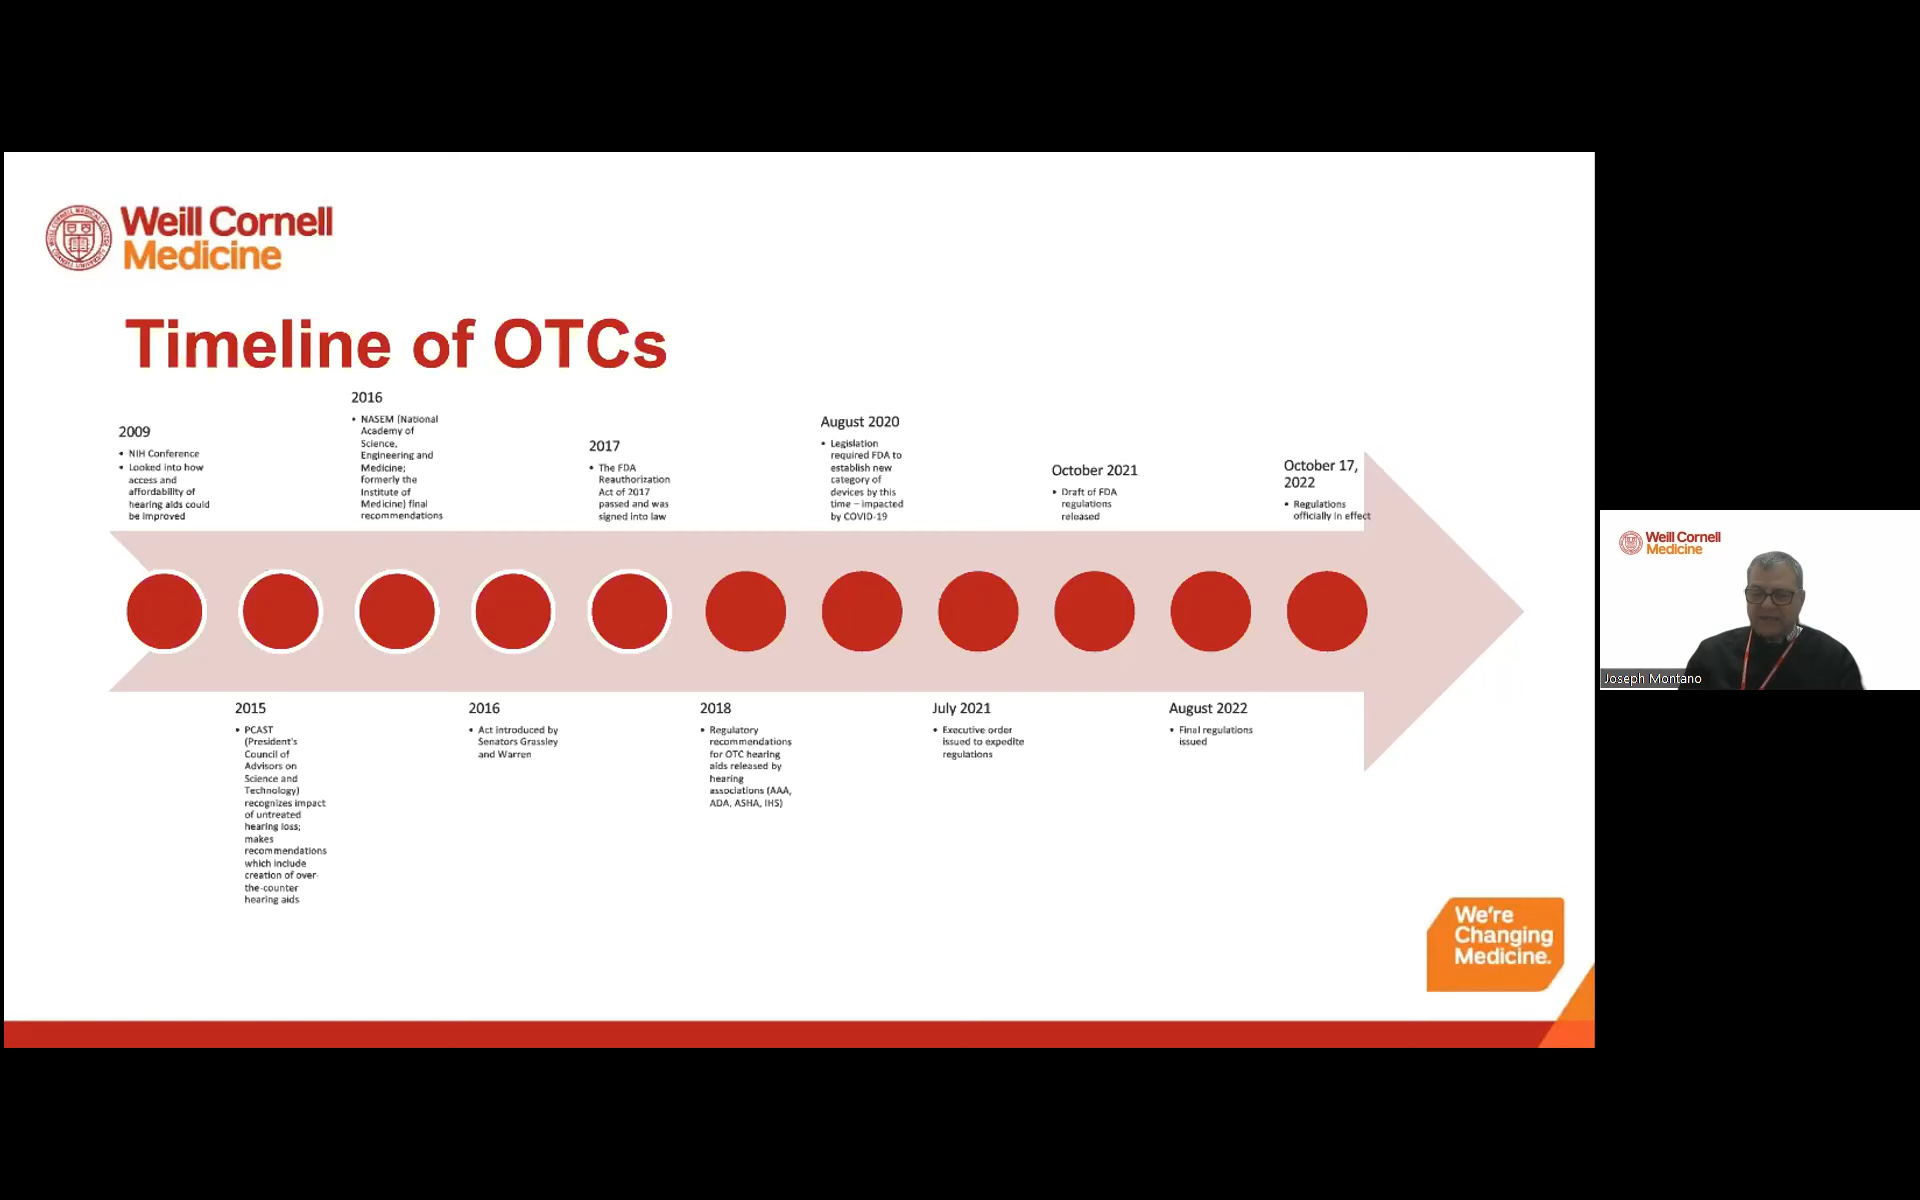 Weill Cornell
Medicine
Timeline of OTCs
2009
• NIH Conference
• Looked into how
access and
affordability of
hearing aids could
be improved
2015
• PCAST
(President's
Council of
Advisors on
Science and
Technology)
recognizes impact
of untreated
hearing loss;
makes
recommendations
which include
creation of over-
the-counter
hearing aids
2016
• NASEM (National
Academy of
Science,
Engineering and
Medicine;
formerly the
Institute of
Medicine) final
recommendations
2016
• Act introduced by
Senators Grassley
and Warren
2017
• The FDA
Reauthorization
Act of 2017
passed and was
signed into law
2018
• Regulatory
recommendations
for OTC hearing
aids released by
hearing
associations (AAA,
ADA, ASHA, IHS)
August 2020
• Legislation
required FDA to
establish new
category of
devices by this
time – impacted
by COVID-19
July 2021
• Executive order
issued to expedite
regulations
October 2021
• Draft of FDA
regulations
released
August 2022
• Final regulations
issued
October 17,
2022
• Regulations
officially in effect
We're
Changing
Medicine.
Weill Cornell
Medicine
Joseph Montano